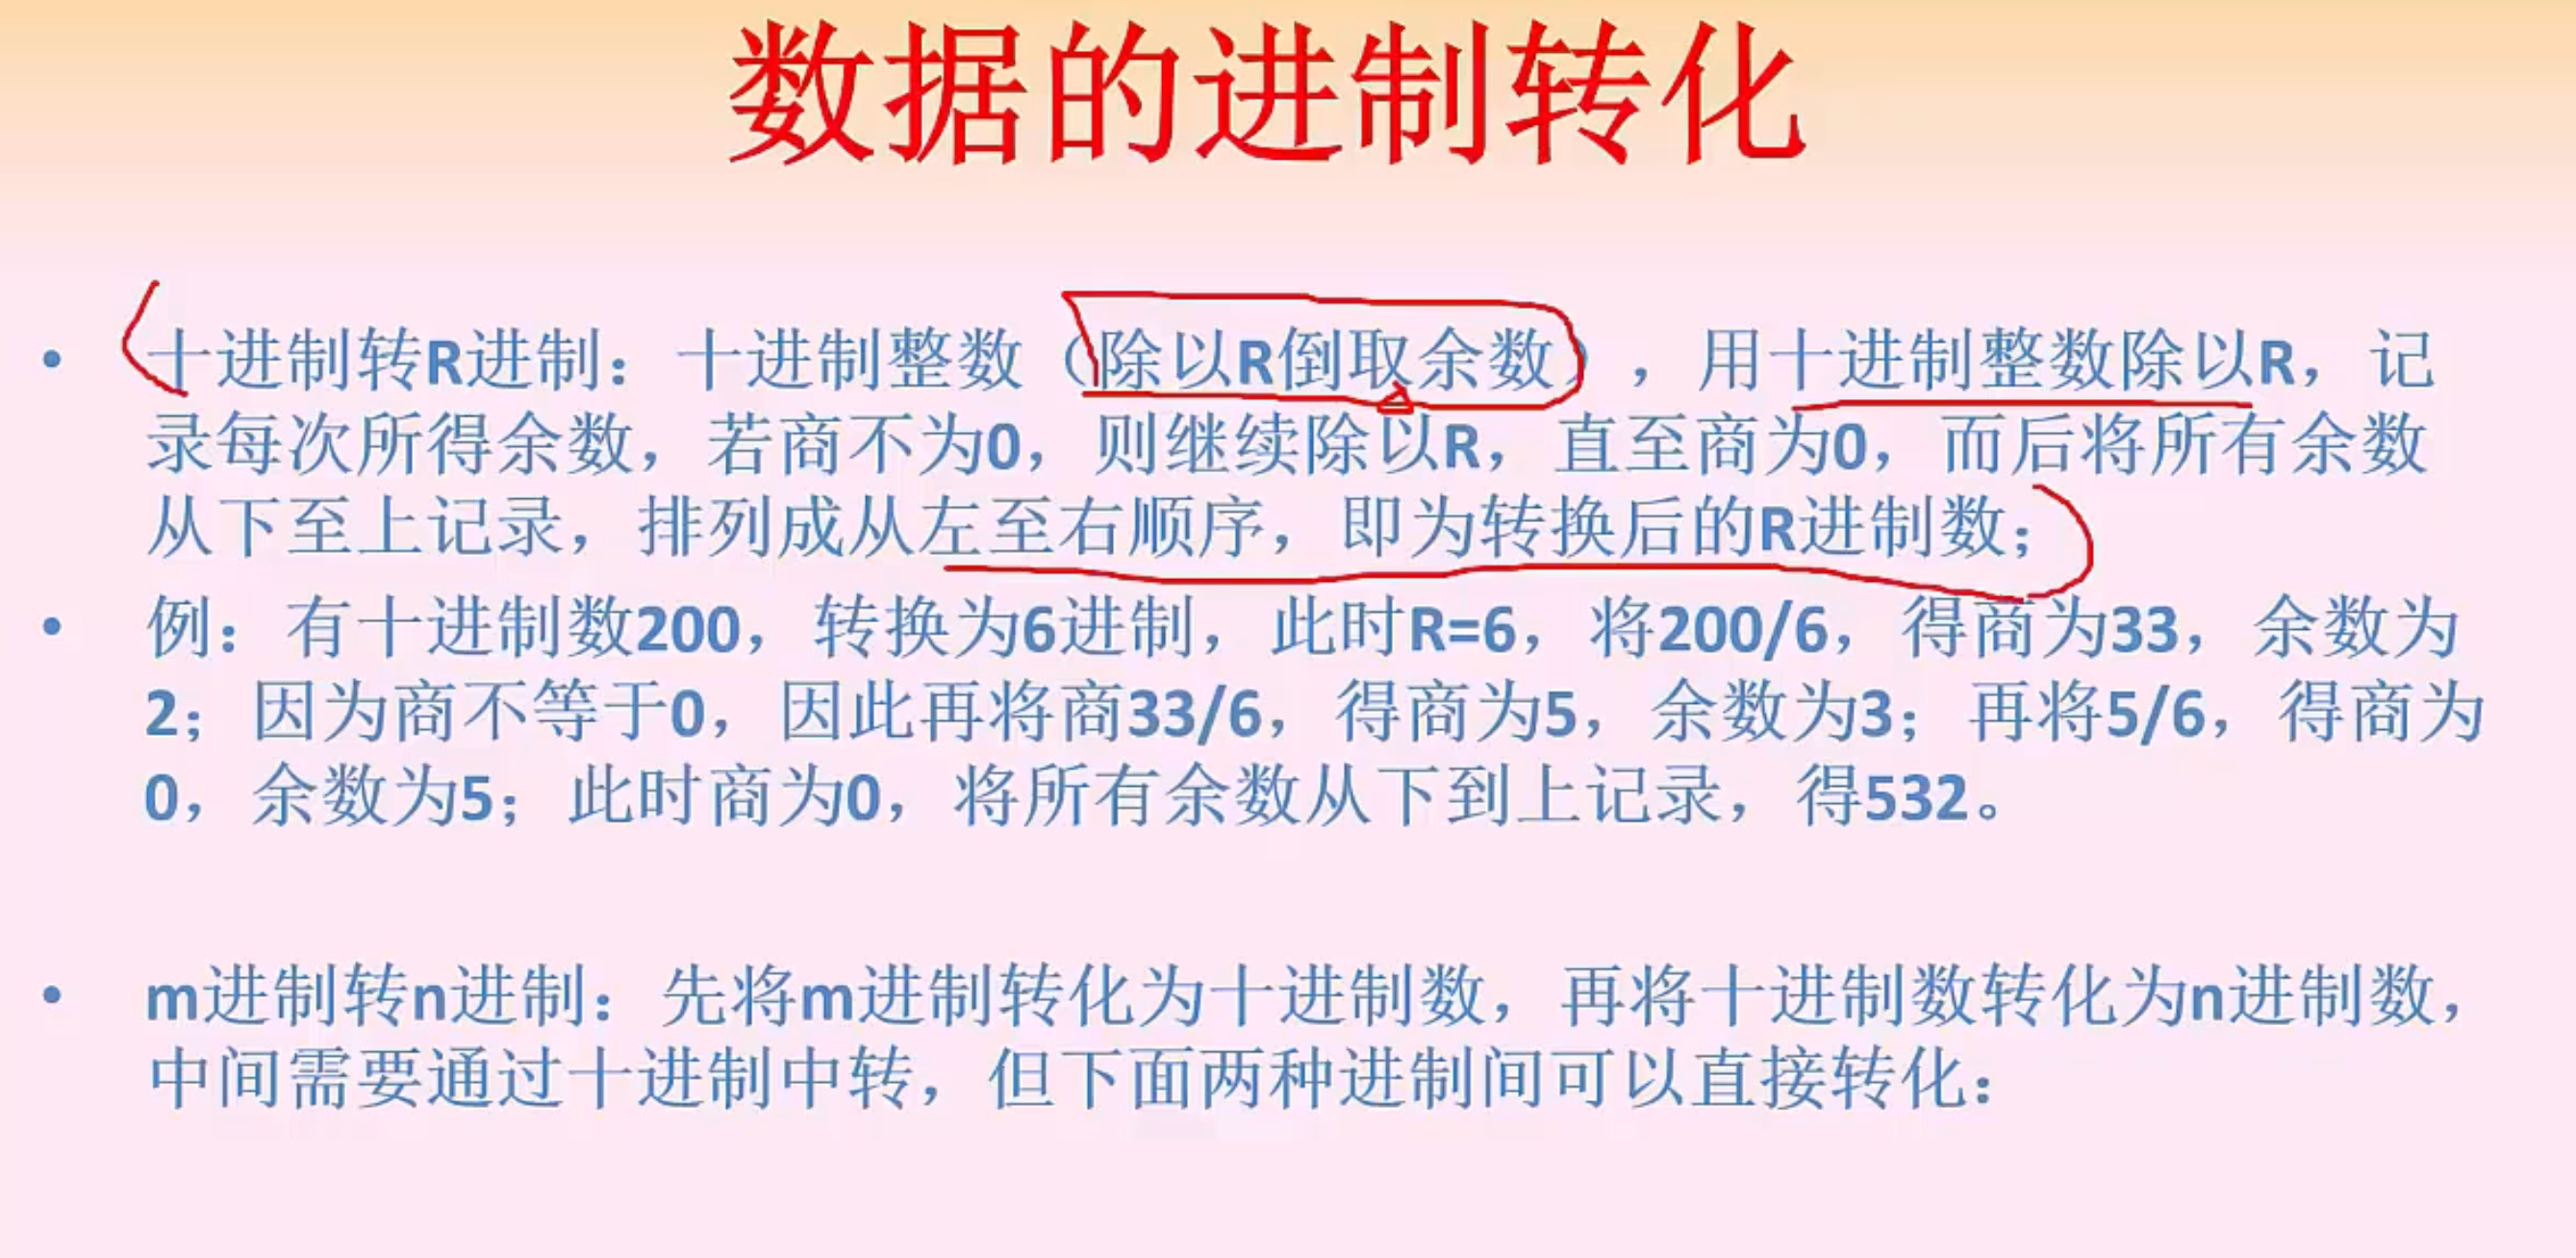 数据的进制转化
• 十进制转R进制：十进制整数（除以R倒取余数），用十进制整数除以R，记
录每次所得余数，若商不为0，则继续除以R，直至商为0，而后将所有余数
从下至上记录，排列成从左至右顺序，即为转换后的R进制数；
• 例：有十进制数200，转换为6进制，此时R=6，将200/6，得商为33，余数为
2；因为商不等于0，因此再将商33/6，得商为5，余数为3；再将5/6，得商为
0，余数为5；此时商为0，将所有余数从下到上记录，得532。
• m进制转n进制：先将m进制转化为十进制数，再将十进制数转化为n进制数，
中间需要通过十进制中转，但下面两种进制间可以直接转化：